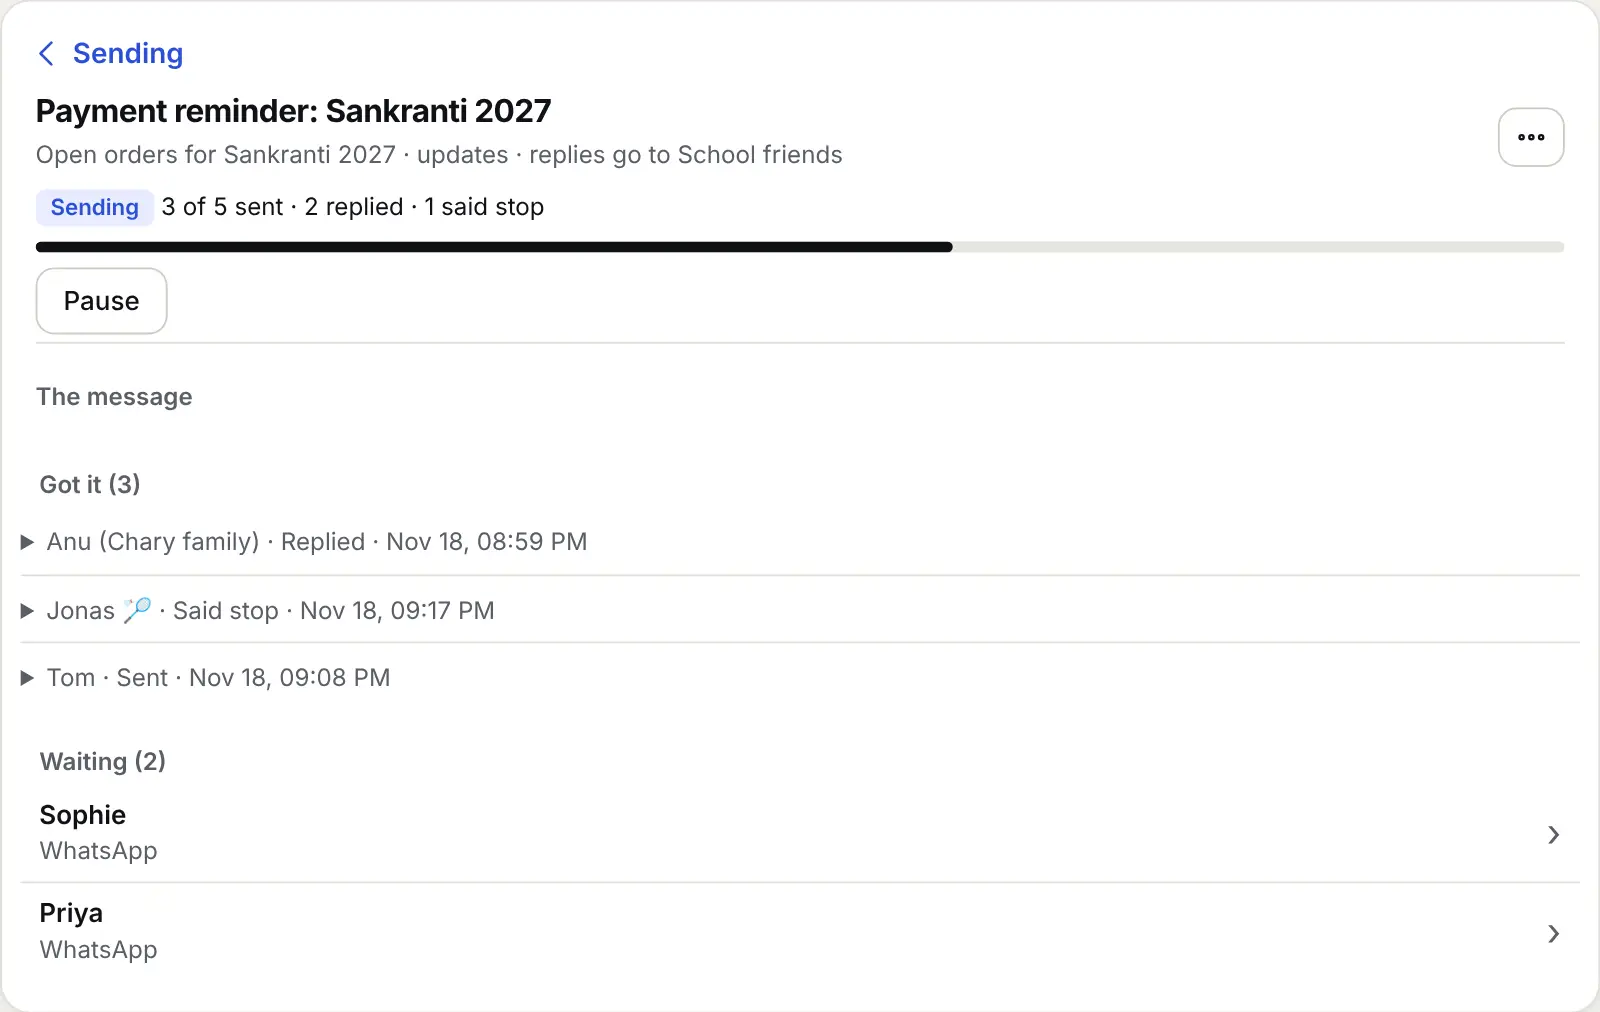 Sending
Payment reminder: Sankranti 2027
Open orders for Sankranti 2027 · updates · replies go to School friends
Sending 3 of 5 sent · 2 replied · 1 said stop
Pause
The message
Got it (3)
Anu (Chary family) · Replied · Nov 18, 08:59 PM
Jonas 🏸 · Said stop · Nov 18, 09:17 PM
Tom · Sent · Nov 18, 09:08 PM
Waiting (2)
Sophie
WhatsApp
Priya
WhatsApp